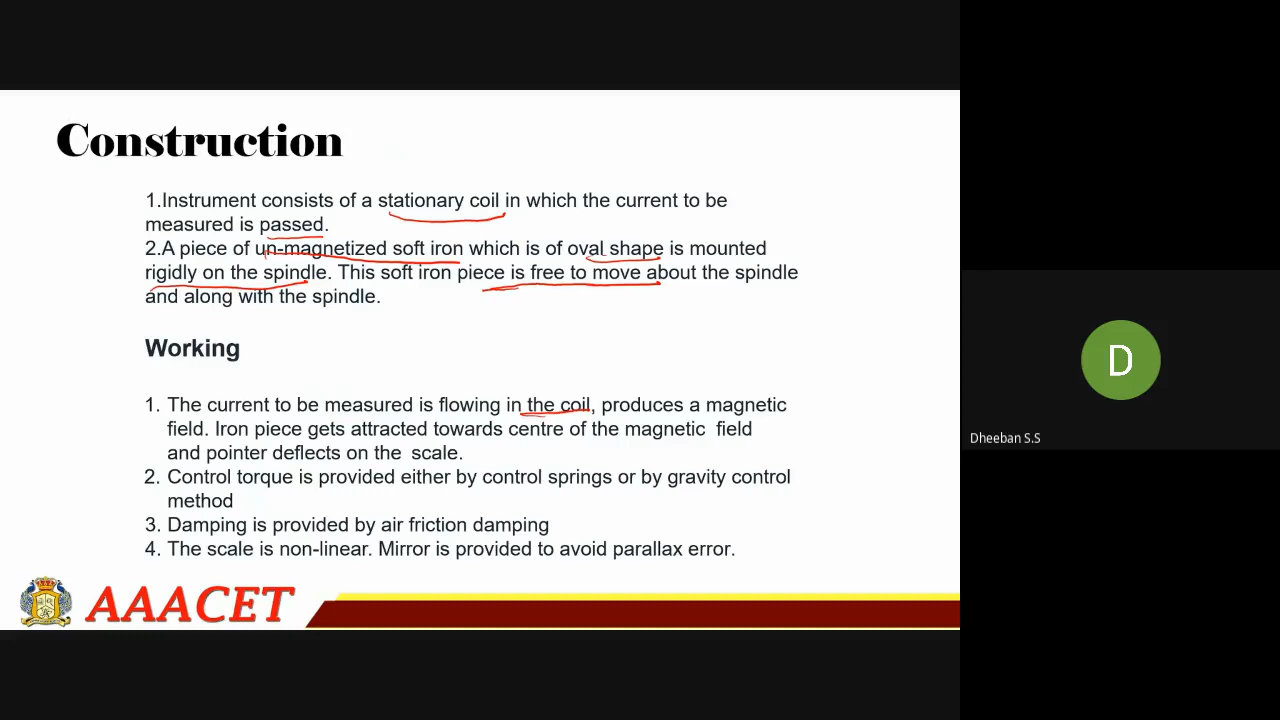 Construction
1.Instrument consists of a stationary coil in which the current to be
measured is passed.
2.A piece of un-magnetized soft iron which is of oval shape is mounted
rigidly on the spindle. This soft iron piece is free to move about the spindle
and along with the spindle.
Working
1. The current to be measured is flowing in the coil, produces a magnetic
field. Iron piece gets attracted towards centre of the magnetic field
and pointer deflects on the scale.
2. Control torque is provided either by control springs or by gravity control
method
3. Damping is provided by air friction damping
4. The scale is non-linear. Mirror is provided to avoid parallax error.
AAACET
D
Dheeban S.S